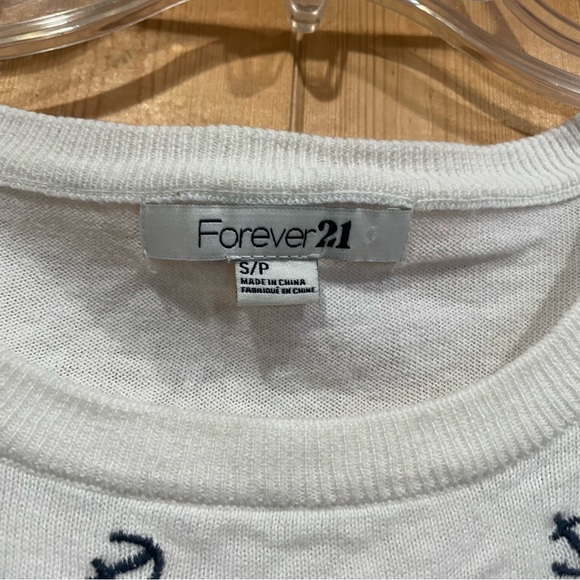 Forever21
S/P
MADE IN CHINA
FABRIQUÉ EN CHINE